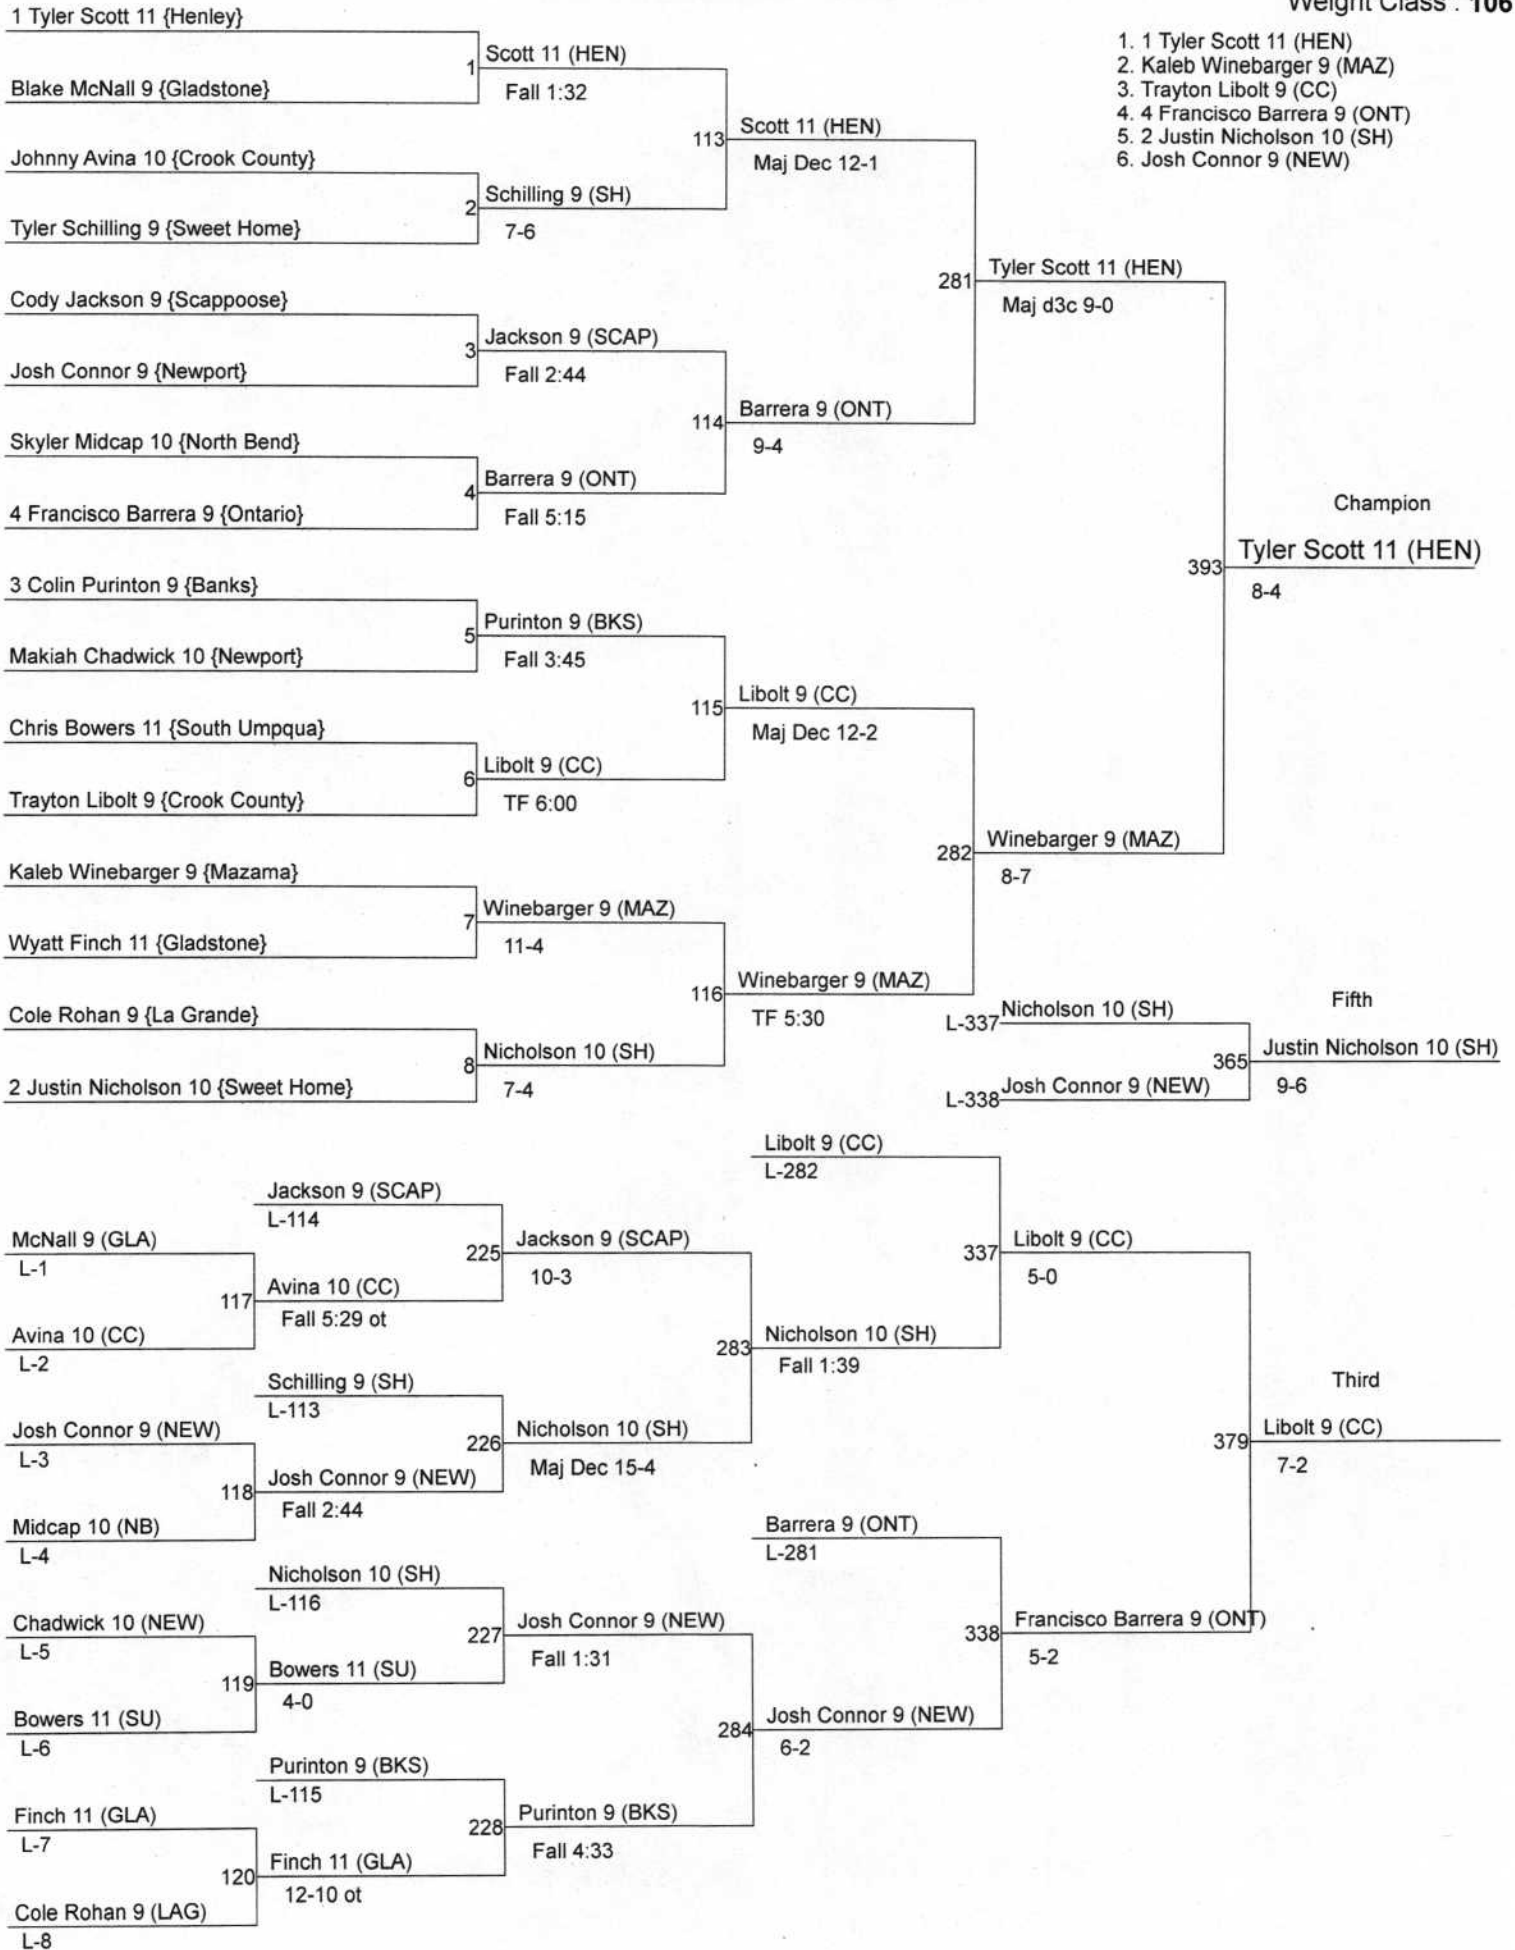 Weight Class : 106
1. 1 Tyler Scott 11 (HEN)
2. Kaleb Winebarger 9 (MAZ)
3. Trayton Libolt 9 (CC)
4. 4 Francisco Barrera 9 (ONT)
5. 2 Justin Nicholson 10 (SH)
6. Josh Connor 9 (NEW)
1 Tyler Scott 11 {Henley}
Blake McNall 9 {Gladstone}
Johnny Avina 10 {Crook County}
Tyler Schilling 9 {Sweet Home}
Cody Jackson 9 {Scappoose}
Josh Connor 9 {Newport}
Skyler Midcap 10 {North Bend}
4 Francisco Barrera 9 {Ontario}
3 Colin Purinton 9 {Banks}
Makiah Chadwick 10 {Newport}
Chris Bowers 11 {South Umpqua}
Trayton Libolt 9 {Crook County}
Kaleb Winebarger 9 {Mazama}
Wyatt Finch 11 {Gladstone}
Cole Rohan 9 {La Grande}
2 Justin Nicholson 10 {Sweet Home}
1
Scott 11 (HEN)
Fall 1:32
2
Schilling 9 (SH)
7-6
3
Jackson 9 (SCAP)
Fall 2:44
4
Barrera 9 (ONT)
Fall 5:15
5
Purinton 9 (BKS)
Fall 3:45
6
Libolt 9 (CC)
TF 6:00
7
Winebarger 9 (MAZ)
11-4
8
Nicholson 10 (SH)
7-4
113
Scott 11 (HEN)
Maj Dec 12-1
114
Barrera 9 (ONT)
9-4
115
Libolt 9 (CC)
Maj Dec 12-2
116
Winebarger 9 (MAZ)
TF 5:30
281
Tyler Scott 11 (HEN)
Maj d3c 9-0
282
Winebarger 9 (MAZ)
8-7
Champion
393
Tyler Scott 11 (HEN)
8-4
Fifth
L-337
Nicholson 10 (SH)
L-338
Josh Connor 9 (NEW)
365
Justin Nicholson 10 (SH)
9-6
McNall 9 (GLA)
L-1
Avina 10 (CC)
L-2
Josh Connor 9 (NEW)
L-3
Midcap 10 (NB)
L-4
Chadwick 10 (NEW)
L-5
Bowers 11 (SU)
L-6
Finch 11 (GLA)
L-7
Cole Rohan 9 (LAG)
L-8
Jackson 9 (SCAP)
L-114
117
Avina 10 (CC)
Fall 5:29 ot
Schilling 9 (SH)
L-113
118
Josh Connor 9 (NEW)
Fall 2:44
Nicholson 10 (SH)
L-116
119
Bowers 11 (SU)
4-0
Purinton 9 (BKS)
L-115
120
Finch 11 (GLA)
12-10 ot
225
Jackson 9 (SCAP)
10-3
226
Nicholson 10 (SH)
Maj Dec 15-4
227
Josh Connor 9 (NEW)
Fall 1:31
228
Purinton 9 (BKS)
Fall 4:33
Libolt 9 (CC)
L-282
283
Nicholson 10 (SH)
Fall 1:39
Barrera 9 (ONT)
L-281
284
Josh Connor 9 (NEW)
6-2
337
Libolt 9 (CC)
5-0
338
Francisco Barrera 9 (ONT)
5-2
Third
379
Libolt 9 (CC)
7-2